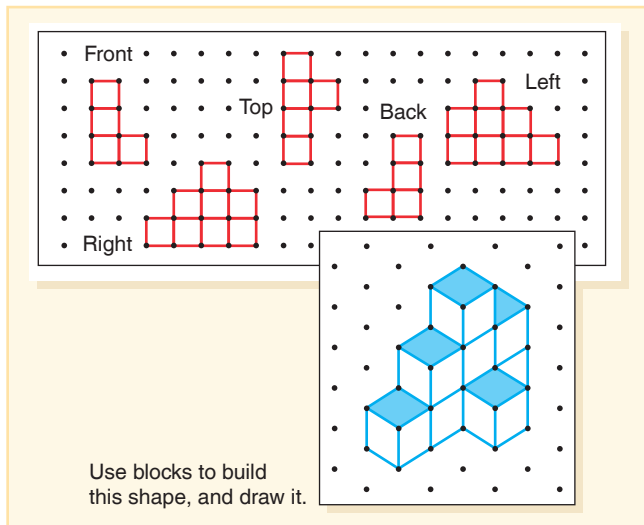 Front
Left
Top
Back
Right
Use blocks to build
this shape, and draw it.